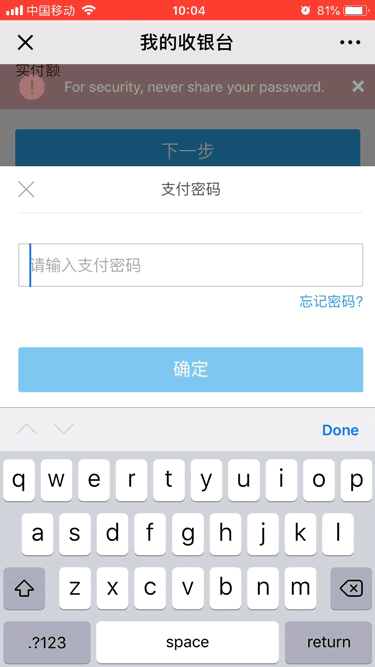 中国移动 10:04 81%
我的收银台
实付额
! For security, never share your password.
下一步
支付密码
请输入支付密码
忘记密码?
确定
Done
q w e r t y u i o p
a s d f g h j k l
z x c v b n m
.?123 space return